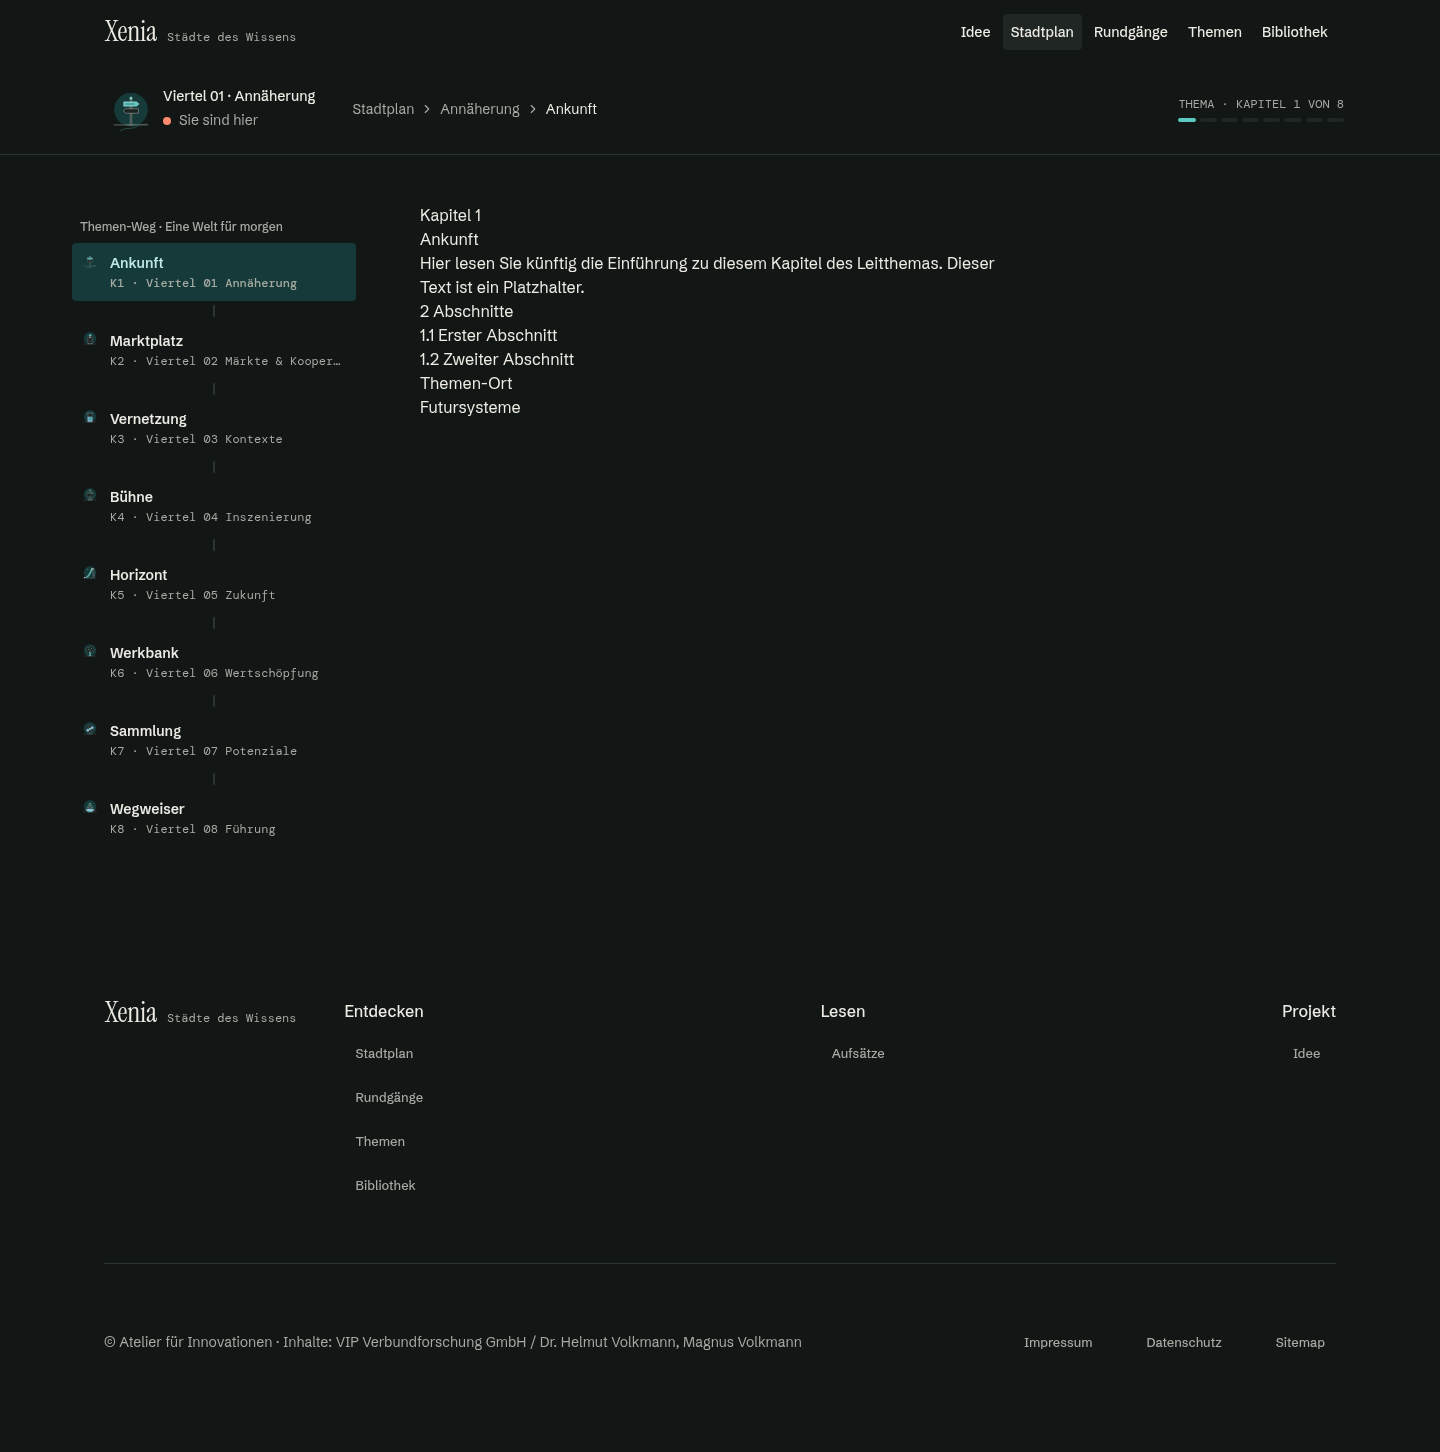 Xenia Städte des Wissens
Idee Stadtplan Rundgänge Themen Bibliothek
Viertel 01 · Annäherung
Sie sind hier
Stadtplan > Annäherung > Ankunft
THEMA · KAPITEL 1 VON 8
Themen-Weg · Eine Welt für morgen
Ankunft
K1 · Viertel 01 Annäherung
Marktplatz
K2 · Viertel 02 Märkte & Kooper…
Vernetzung
K3 · Viertel 03 Kontexte
Bühne
K4 · Viertel 04 Inszenierung
Horizont
K5 · Viertel 05 Zukunft
Werkbank
K6 · Viertel 06 Wertschöpfung
Sammlung
K7 · Viertel 07 Potenziale
Wegweiser
K8 · Viertel 08 Führung
Kapitel 1
Ankunft
Hier lesen Sie künftig die Einführung zu diesem Kapitel des Leitthemas. Dieser
Text ist ein Platzhalter.
2 Abschnitte
1.1 Erster Abschnitt
1.2 Zweiter Abschnitt
Themen-Ort
Futursysteme
Xenia Städte des Wissens
Entdecken
Stadtplan
Rundgänge
Themen
Bibliothek
Lesen
Aufsätze
Projekt
Idee
© Atelier für Innovationen · Inhalte: VIP Verbundforschung GmbH / Dr. Helmut Volkmann, Magnus Volkmann
Impressum Datenschutz Sitemap